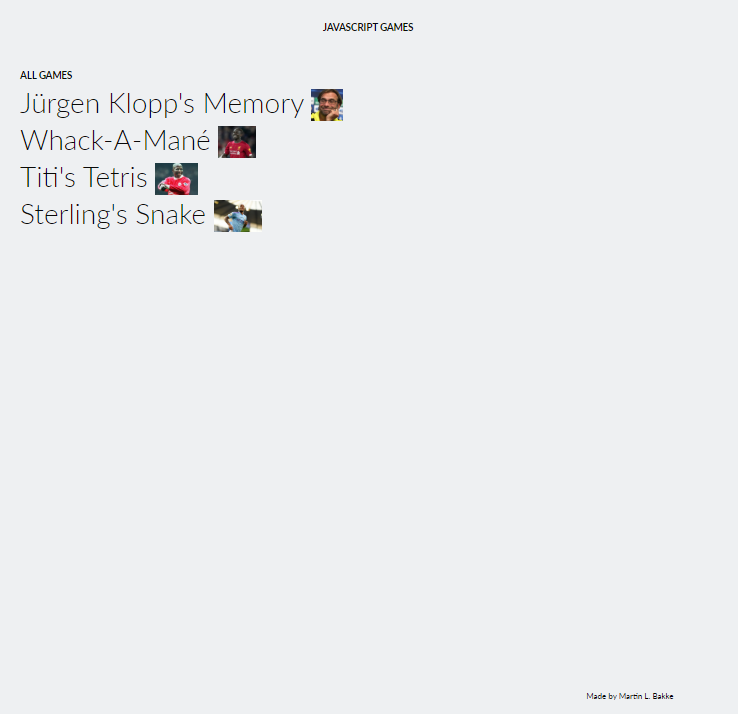 JAVASCRIPT GAMES
ALL GAMES
Jürgen Klopp's Memory
Whack-A-Mané
Titi's Tetris
Sterling's Snake
Made by Martin L. Bakke